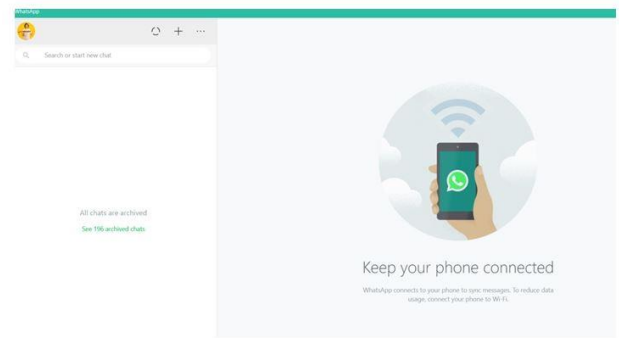 WhatsApp
Search or start new chat
All chats are archived
See 196 archived chats
Keep your phone connected
WhatsApp connects to your phone to sync messages. To reduce data
usage, connect your phone to Wi-Fi.